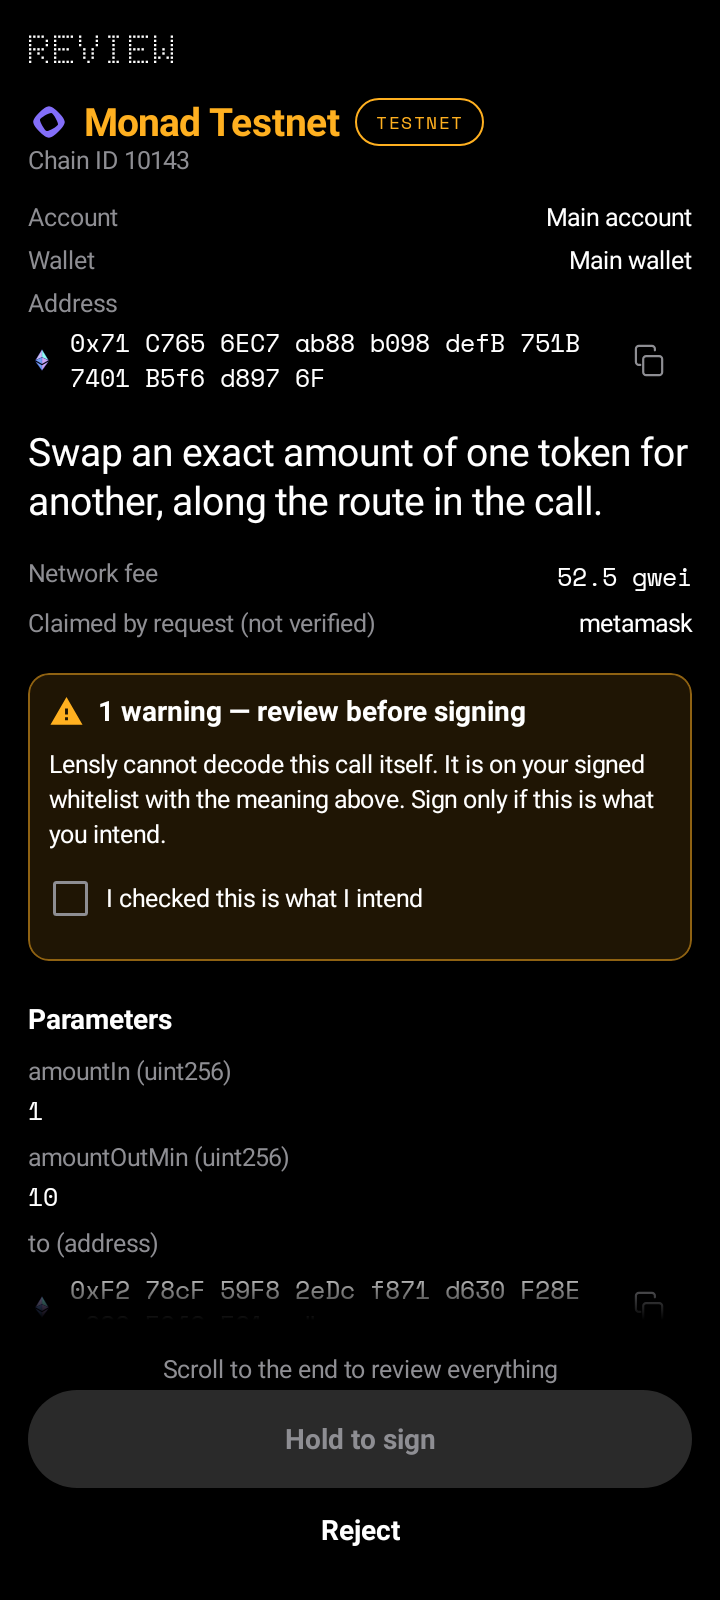 REVIEW
Monad Testnet TESTNET
Chain ID 10143
Account Main account
Wallet Main wallet
Address
0x71 C765 6EC7 ab88 b098 defB 751B
7401 B5f6 d897 6F
Swap an exact amount of one token for
another, along the route in the call.
Network fee 52.5 gwei
Claimed by request (not verified) metamask
1 warning — review before signing
Lensly cannot decode this call itself. It is on your signed
whitelist with the meaning above. Sign only if this is what
you intend.
I checked this is what I intend
Parameters
amountIn (uint256)
1
amountOutMin (uint256)
10
to (address)
0xF2 78cF 59F8 2eDc f871 d630 F28E
Scroll to the end to review everything
Hold to sign
Reject